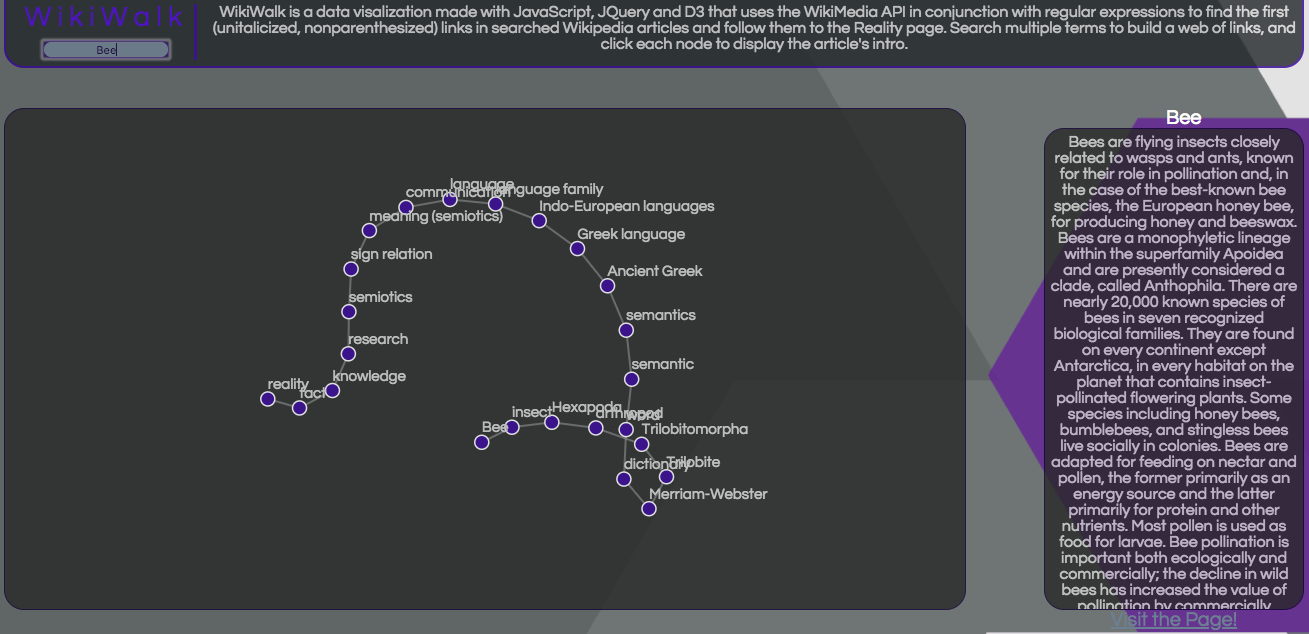 WikiWalk
Bee
WikiWalk is a data visalization made with JavaScript, JQuery and D3 that uses the WikiMedia API in conjunction with regular expressions to find the first
(unitalicized, nonparenthesized) links in searched Wikipedia articles and follow them to the Reality page. Search multiple terms to build a web of links, and
click each node to display the article's intro.
language
communication
language family
meaning (semiotics)
Indo-European languages
Greek language
sign relation
Ancient Greek
semiotics
semantics
research
semantic
knowledge
reality
fact
Hexapoda
insect
arthropod
word
Bee
Trilobitomorpha
dictionary
Trilobite
Merriam-Webster
Bee
Bees are flying insects closely
related to wasps and ants, known
for their role in pollination and, in
the case of the best-known bee
species, the European honey bee,
for producing honey and beeswax.
Bees are a monophyletic lineage
within the superfamily Apoidea
and are presently considered a
clade, called Anthophila. There are
nearly 20,000 known species of
bees in seven recognized
biological families. They are found
on every continent except
Antarctica, in every habitat on the
planet that contains insect-
pollinated flowering plants. Some
species including honey bees,
bumblebees, and stingless bees
live socially in colonies. Bees are
adapted for feeding on nectar and
pollen, the former primarily as an
energy source and the latter
primarily for protein and other
nutrients. Most pollen is used as
food for larvae. Bee pollination is
important both ecologically and
commercially; the decline in wild
bees has increased the value of
pollination by commercially
Visit the Page!